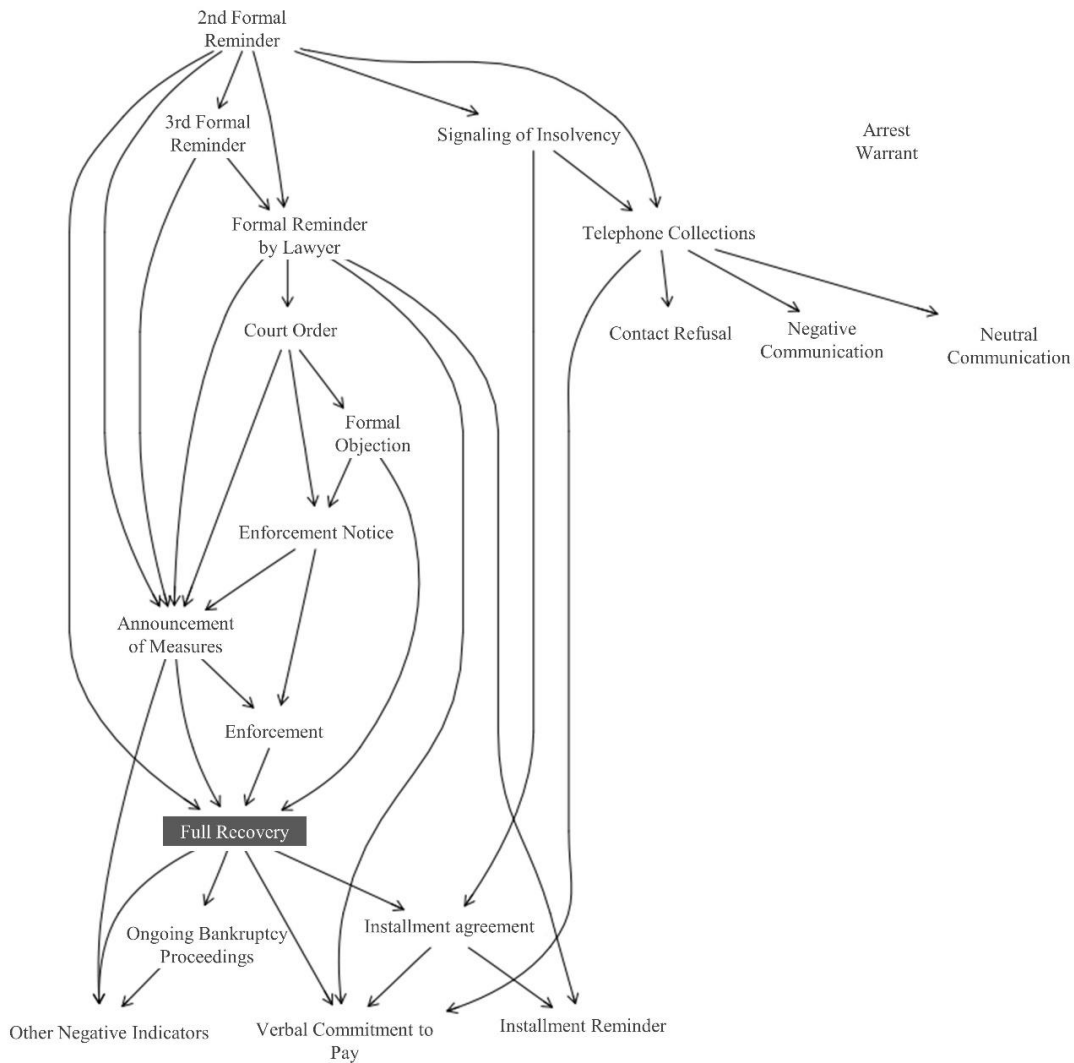 2nd Formal
Reminder
3rd Formal
Reminder
Signaling of Insolvency
Arrest
Warrant
Formal Reminder
by Lawyer
Telephone Collections
Court Order
Contact Refusal
Negative
Communication
Neutral
Communication
Formal
Objection
Enforcement Notice
Announcement
of Measures
Enforcement
Full Recovery
Ongoing Bankruptcy
Proceedings
Installment agreement
Other Negative Indicators
Verbal Commitment to
Pay
Installment Reminder